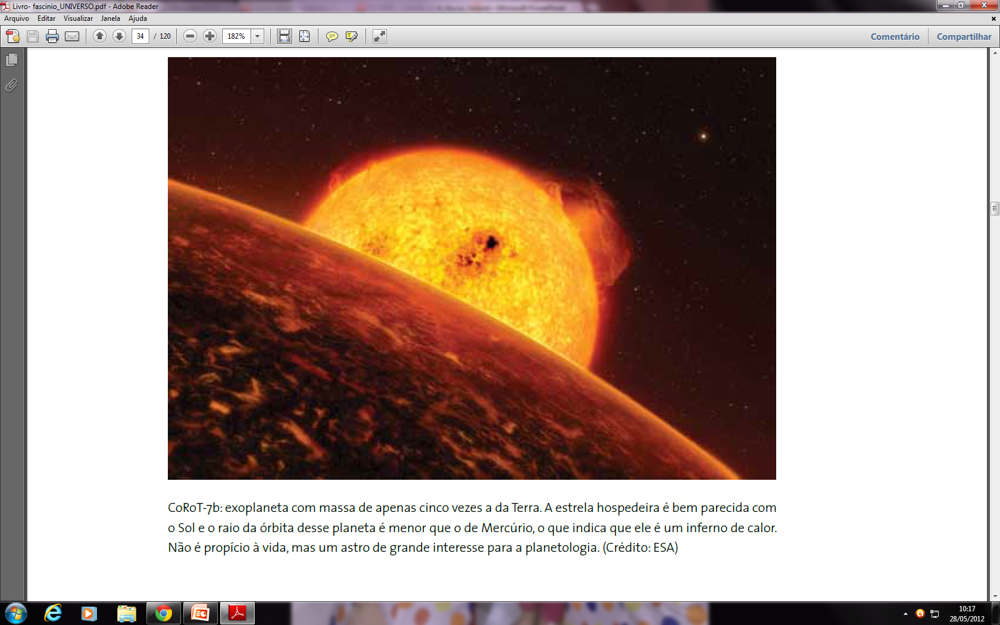 Livro- fascinio_UNIVERSO.pdf - Adobe Reader
Arquivo Editar Visualizar Janela Ajuda
34 / 120 182% Comentário Compartilhar
CoRoT-7b: exoplaneta com massa de apenas cinco vezes a da Terra. A estrela hospedeira é bem parecida com
o Sol e o raio da órbita desse planeta é menor que o de Mercúrio, o que indica que ele é um inferno de calor.
Não é propício à vida, mas um astro de grande interesse para a planetologia. (Crédito: ESA)
10:17
28/05/2012